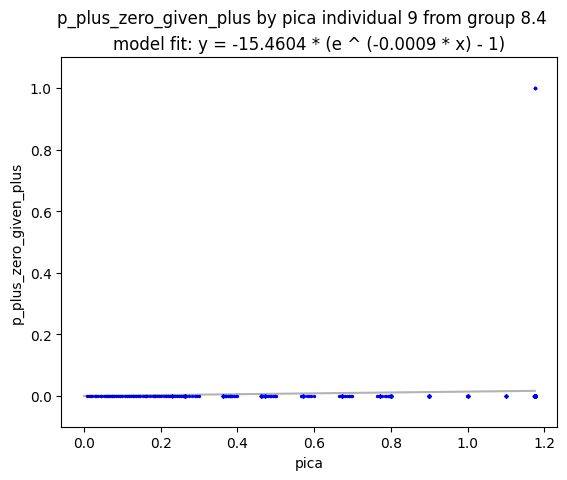 p_plus_zero_given_plus by pica individual 9 from group 8.4
model fit: y = -15.4604 * (e ^ (-0.0009 * x) - 1)
p_plus_zero_given_plus
1.0
0.8
0.6
0.4
0.2
0.0
0.0 0.2 0.4 0.6 0.8 1.0 1.2
pica